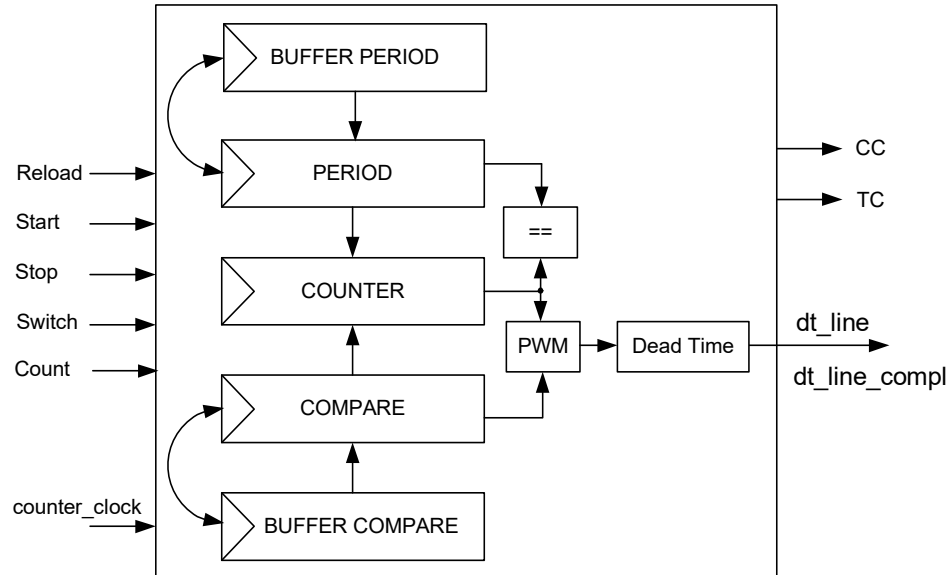 BUFFER PERIOD
PERIOD
CC
Reload
TC
Start
==
Stop
COUNTER
Switch
dt_line
PWM
Dead Time
Count
dt_line_compl
COMPARE
counter_clock
BUFFER COMPARE